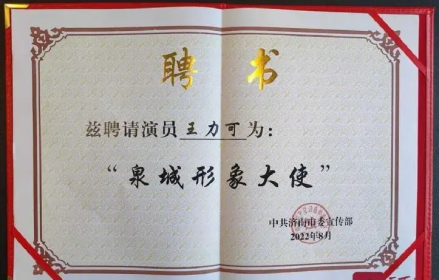 聘书
兹聘请演员王力可为：
“泉城形象大使”
中共济南市委宣传部
2022年8月